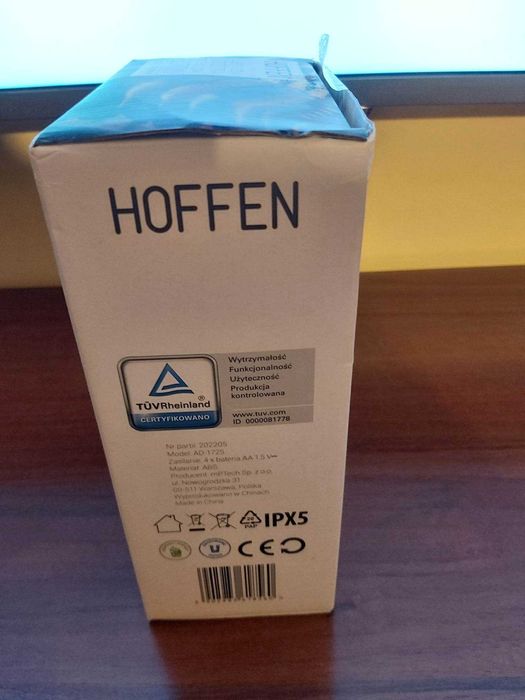 HOFFEN
TÜVRheinland®
CERTYFIKOWANO
Wytrzymałość
Funkcjonalność
Użyteczność
Produkcja
kontrolowana
www.tuv.com
ID 0000081778
Nr partii: 202205
Model: AD-1725
Zasilanie: 4 x bateria AA 1.5 V
Materiał: ABS
Producent: mPTech Sp. z o.o.
ul. Nowogrodzka 31
00-511 Warszawa, Polska
Wyprodukowano w Chinach
Made in China
PAP
IPX5
CE